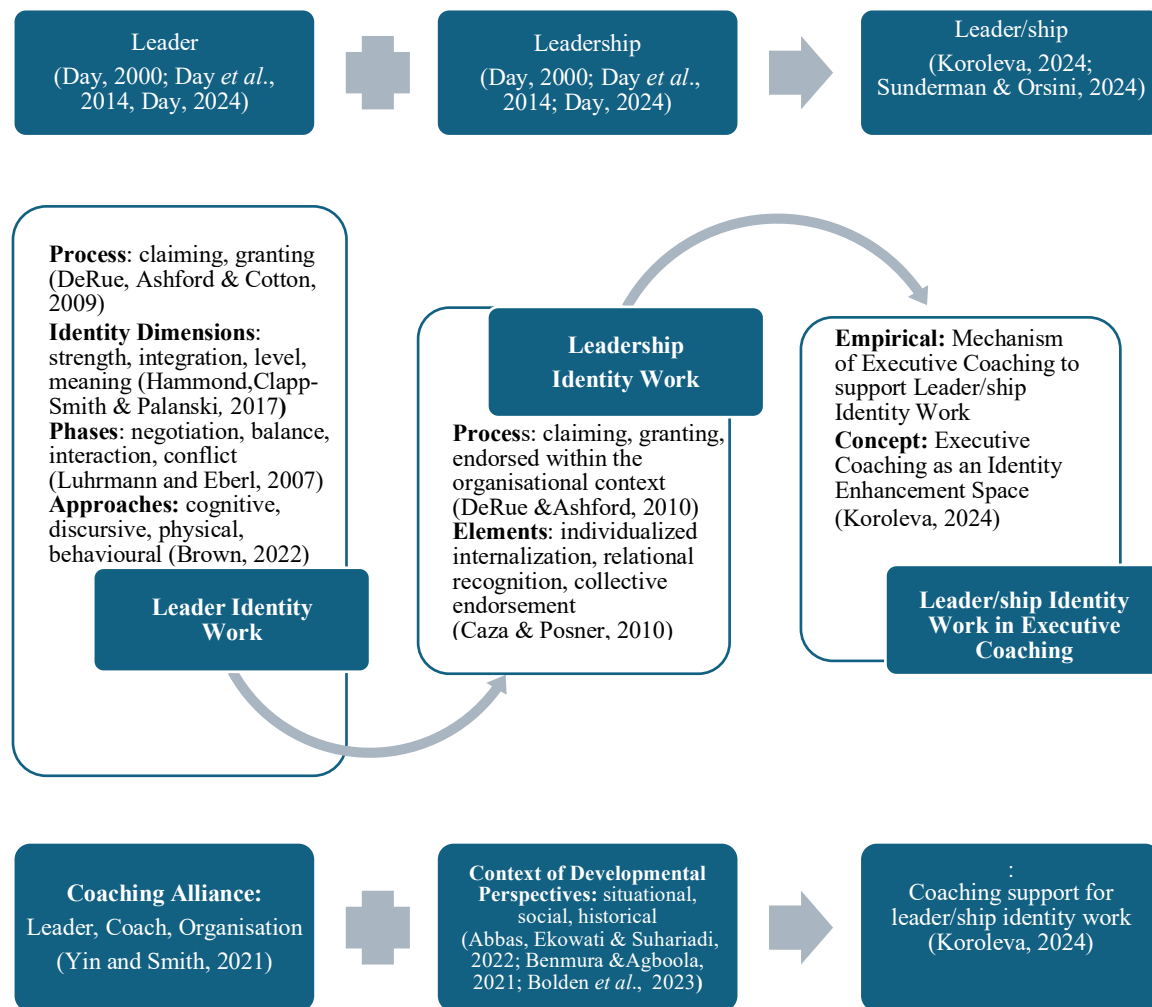 Leader
(Day, 2000; Day et al.,
2014, Day, 2024)
Leadership
(Day, 2000; Day et al.,
2014; Day, 2024)
Leader/ship
(Koroleva, 2024;
Sunderman & Orsini, 2024)
Process: claiming, granting
(DeRue, Ashford & Cotton,
2009)
Identity Dimensions:
strength, integration, level,
meaning (Hammond,Clapp-
Smith & Palanski, 2017)
Phases: negotiation, balance,
interaction, conflict
(Luhrmann and Eberl, 2007)
Approaches: cognitive,
discursive, physical,
behavioural (Brown, 2022)
Leader Identity
Work
Leadership
Identity Work
Process: claiming, granting,
endorsed within the
organisational context
(DeRue &Ashford, 2010)
Elements: individualized
internalization, relational
recognition, collective
endorsement
(Caza & Posner, 2010)
Empirical: Mechanism
of Executive Coaching to
support Leader/ship
Identity Work
Concept: Executive
Coaching as an Identity
Enhancement Space
(Koroleva, 2024)
Leader/ship Identity
Work in Executive
Coaching
Coaching Alliance:
Leader, Coach, Organisation
(Yin and Smith, 2021)
Context of Developmental
Perspectives: situational,
social, historical
(Abbas, Ekowati & Suhariadi,
2022; Benmura &Agboola,
2021; Bolden et al., 2023)
:
Coaching support for
leader/ship identity work
(Koroleva, 2024)